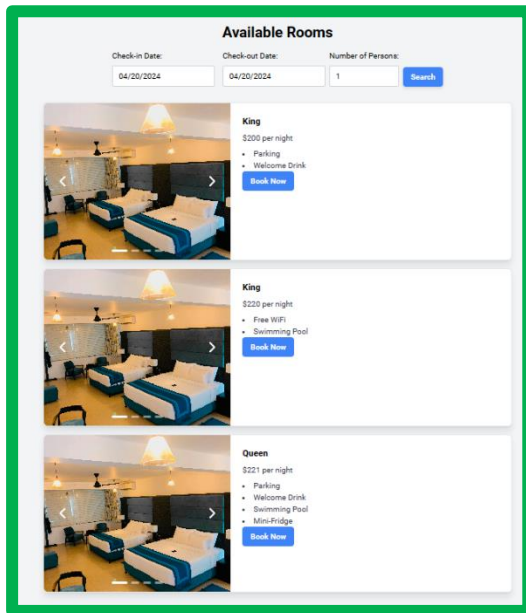 Available Rooms
Check-in Date: Check-out Date: Number of Persons:
04/20/2024 04/20/2024 1 Search
King
$200 per night
• Parking
• Welcome Drink
Book Now
King
$220 per night
• Free WiFi
• Swimming Pool
Book Now
Queen
$221 per night
• Parking
• Welcome Drink
• Swimming Pool
• Mini-Fridge
Book Now